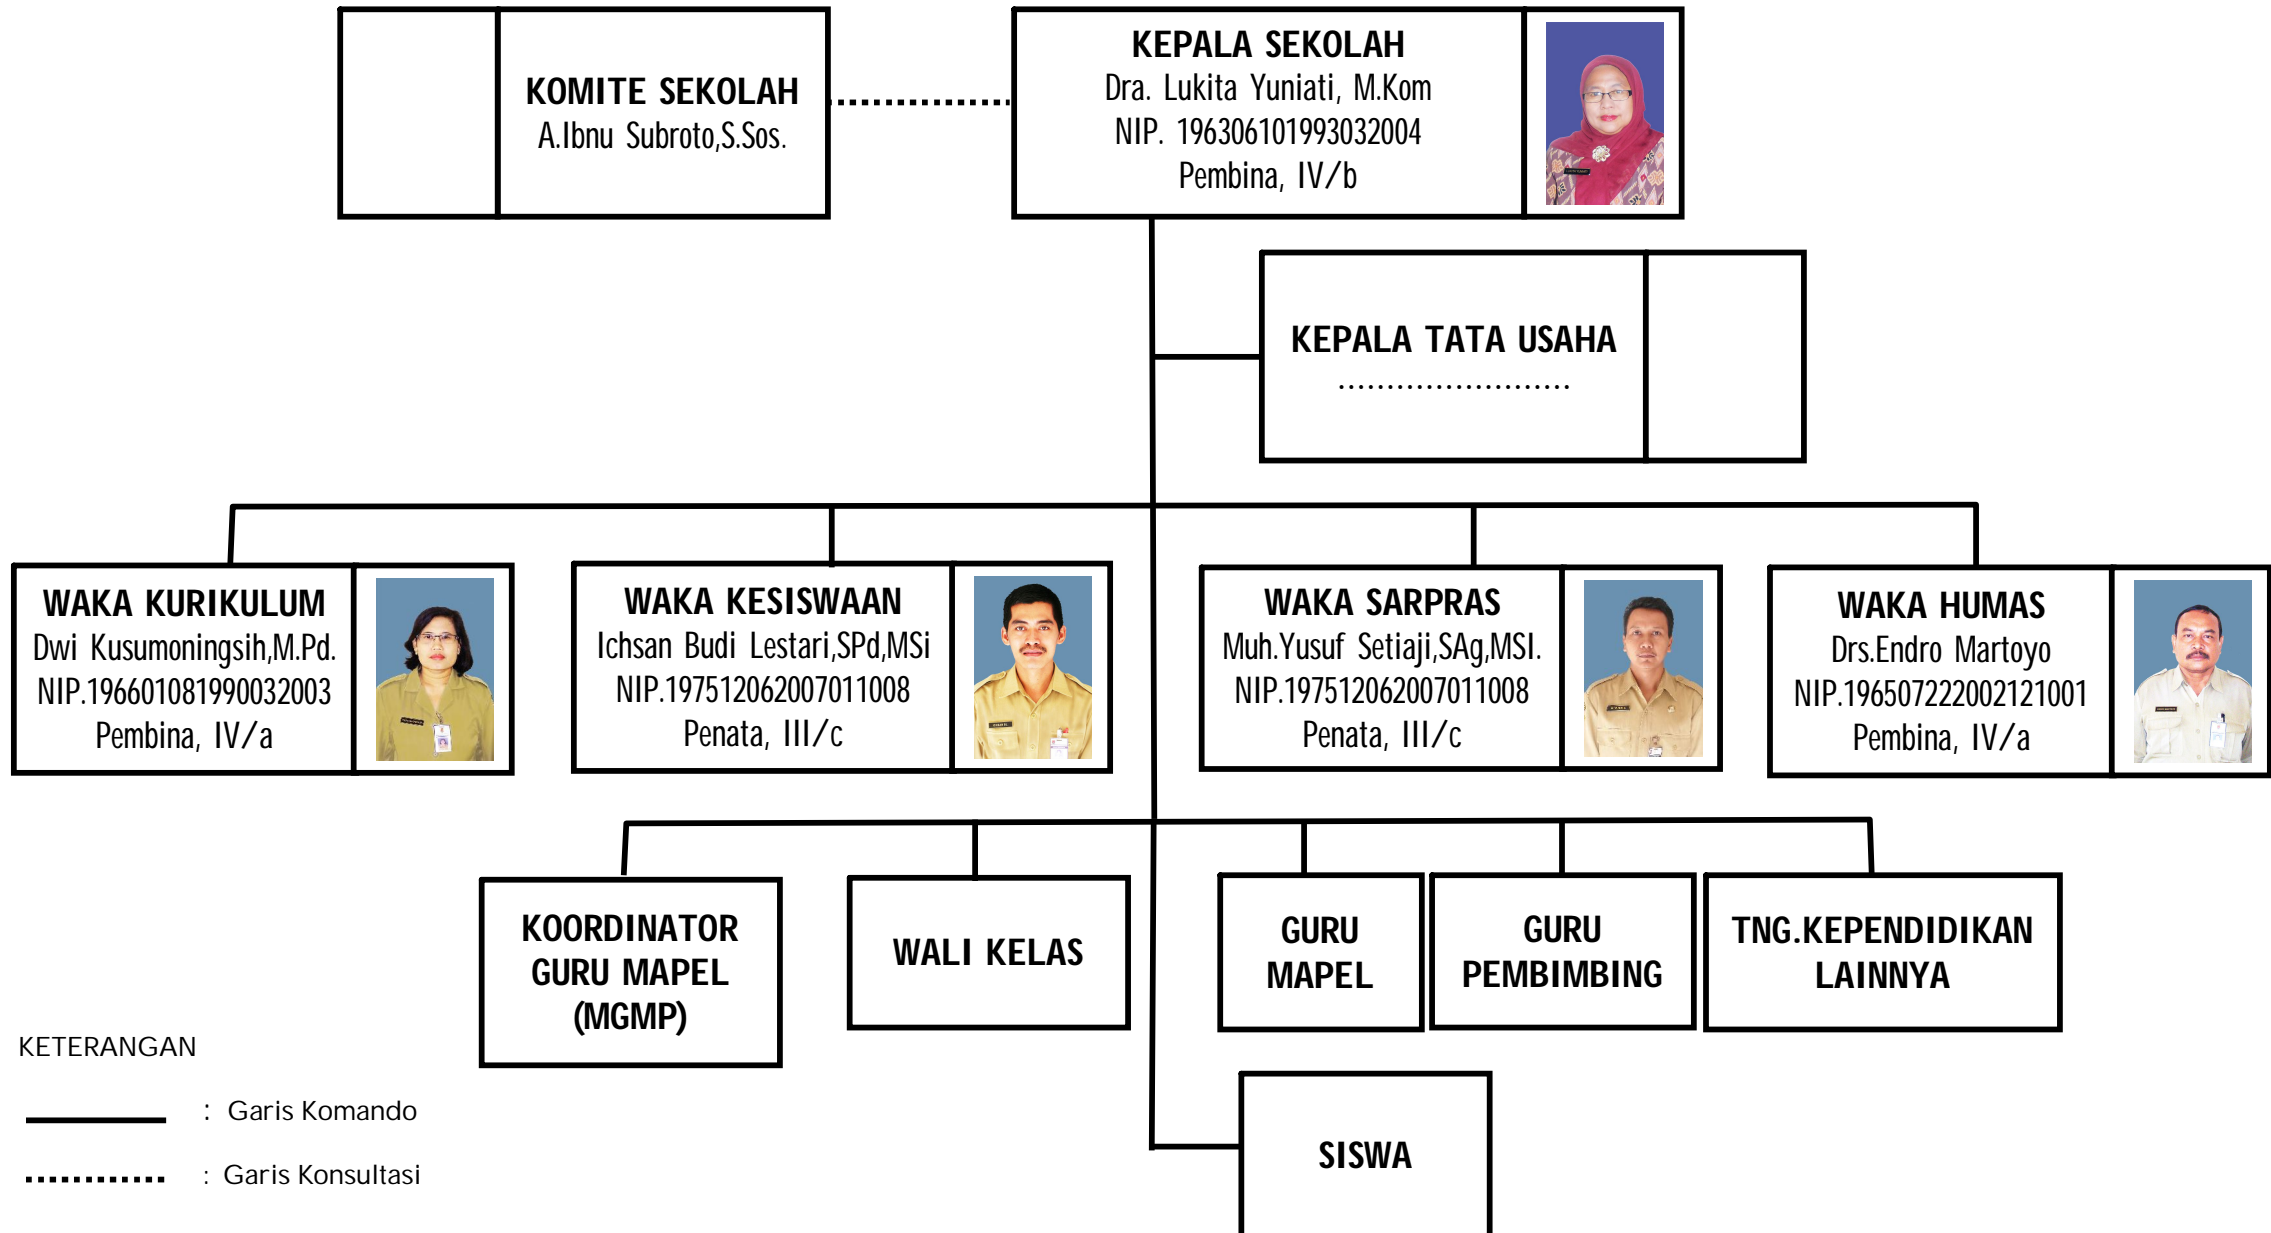 KOMITE SEKOLAH
A.Ibnu Subroto,S.Sos.
KEPALA SEKOLAH
Dra. Lukita Yuniati, M.Kom
NIP. 196306101993032004
Pembina, IV/b
KEPALA TATA USAHA
........................
WAKA KURIKULUM
Dwi Kusumoningsih,M.Pd.
NIP.196601081990032003
Pembina, IV/a
WAKA KESISWAAN
Ichsan Budi Lestari,SPd,MSi
NIP.197512062007011008
Penata, III/c
WAKA SARPRAS
Muh.Yusuf Setiaji,SAg,MSI.
NIP.197512062007011008
Penata, III/c
WAKA HUMAS
Drs.Endro Martoyo
NIP.196507222002121001
Pembina, IV/a
KOORDINATOR
GURU MAPEL
(MGMP)
WALI KELAS
GURU
MAPEL
GURU
PEMBIMBING
TNG.KEPENDIDIKAN
LAINNYA
SISWA
KETERANGAN
: Garis Komando
: Garis Konsultasi